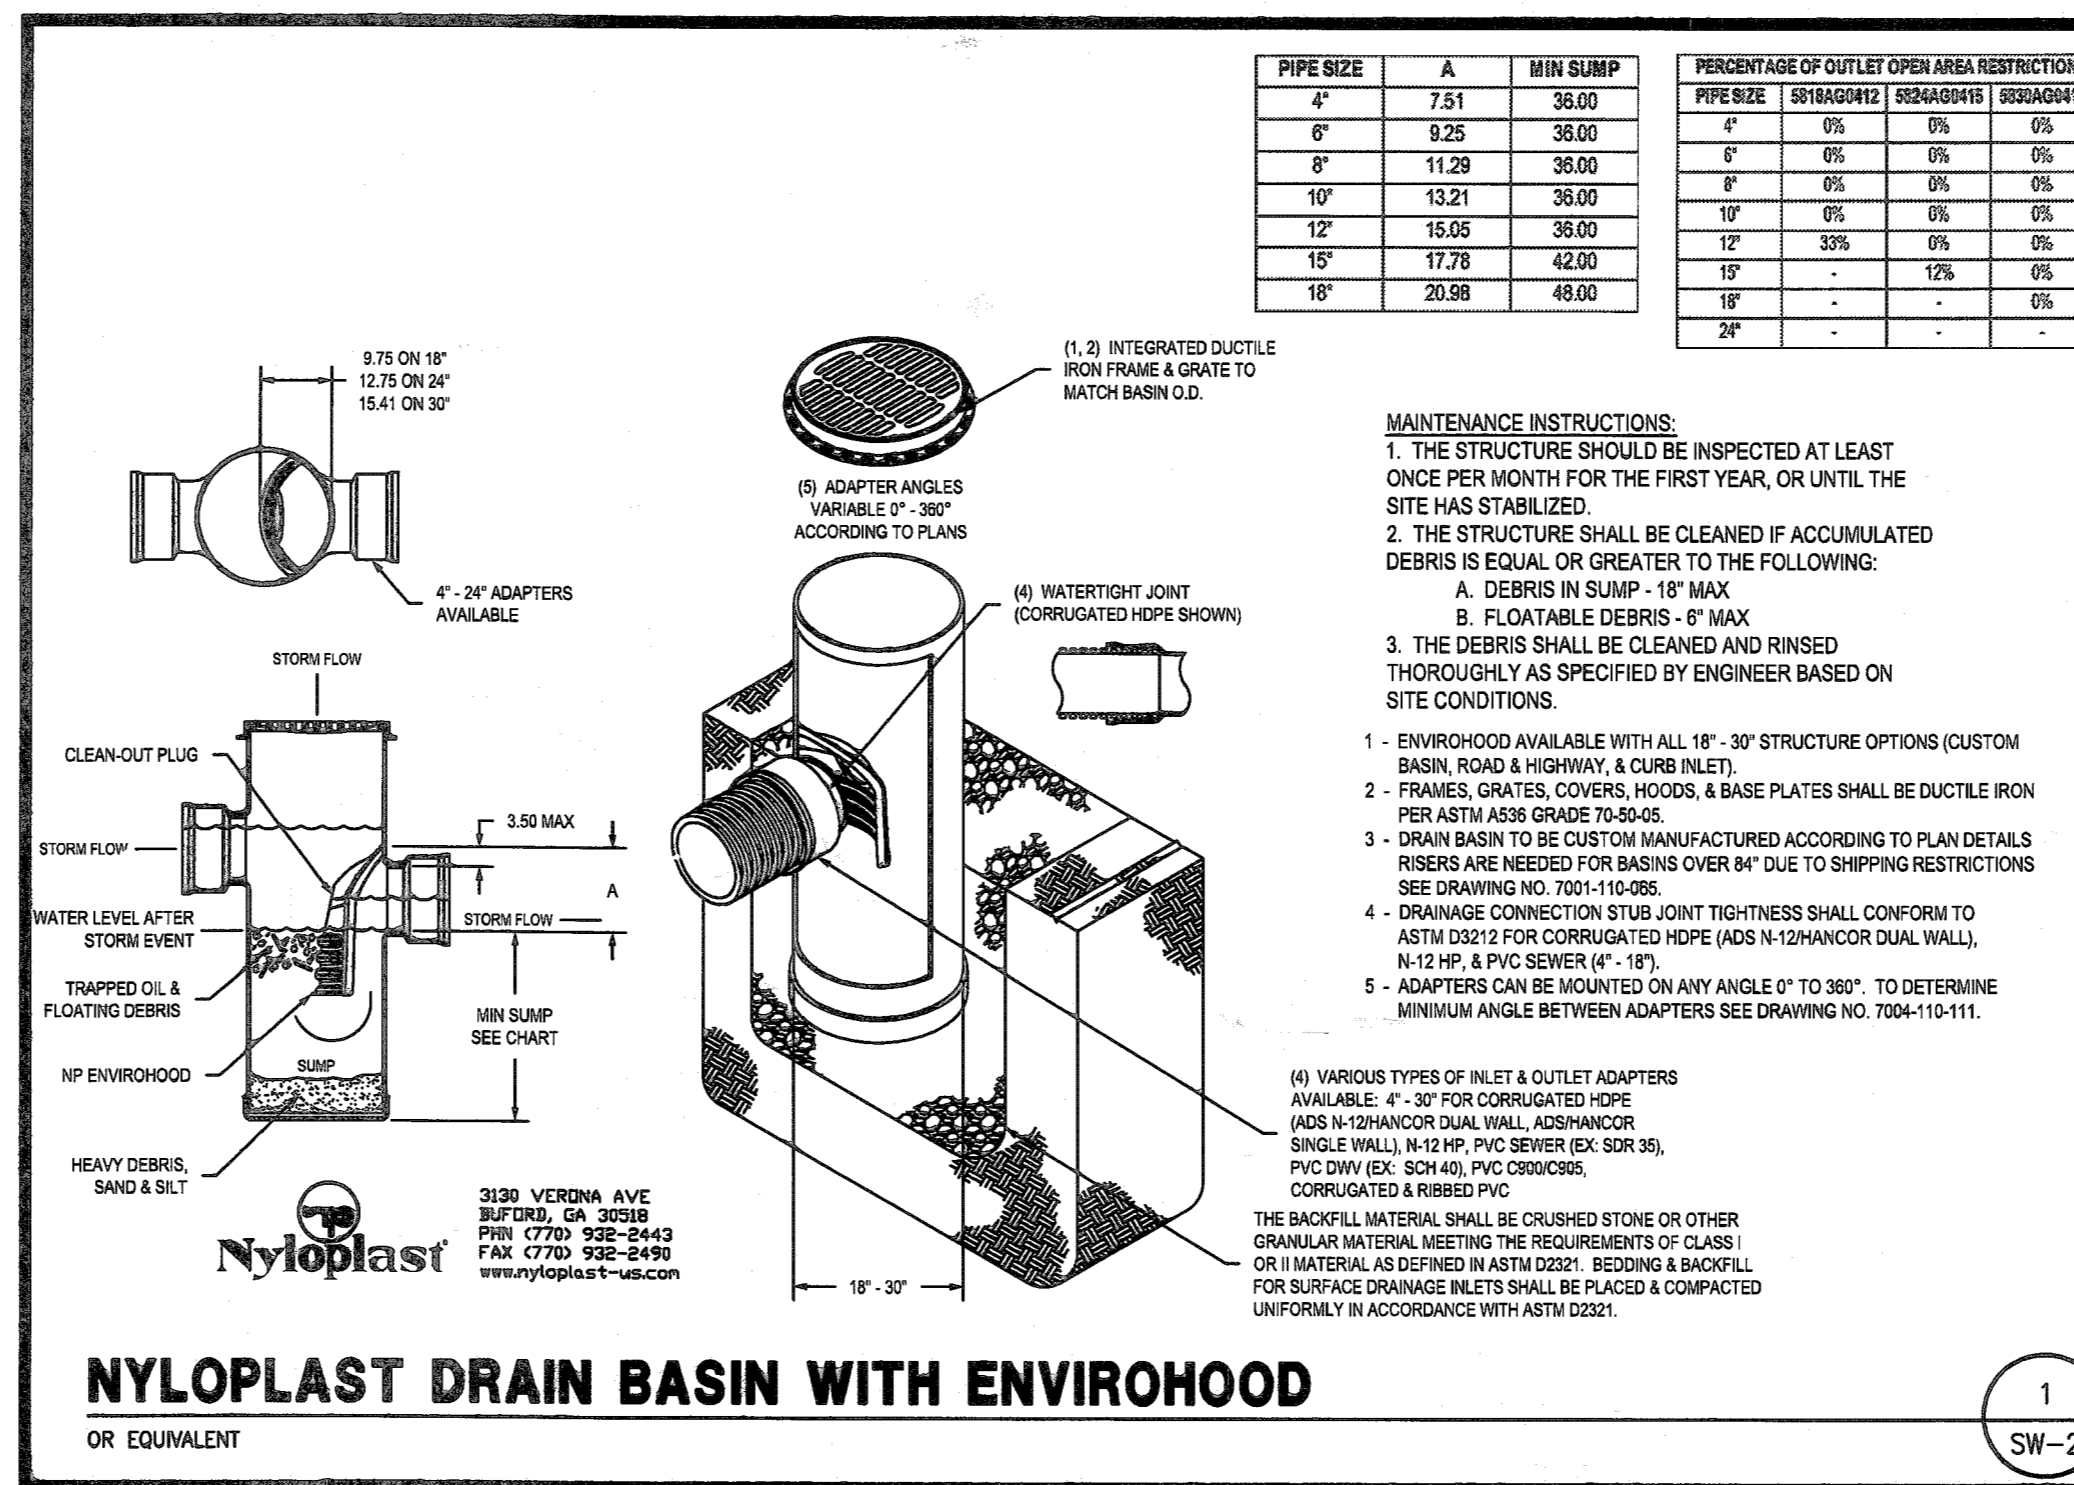 PIPE SIZE A MIN SUMP
4" 7.51 36.00
6" 9.25 36.00
8" 11.29 36.00
10" 13.21 36.00
12" 15.05 36.00
15" 17.78 42.00
18" 20.98 48.00
PERCENTAGE OF OUTLET OPEN AREA RESTRICTION
PIPE SIZE 5818AG0412 5824AG0415
4" 0% 0% 0%
6" 0% 0% 0%
8" 0% 0% 0%
10" 0% 0% 0%
12" 33% 0% 0%
15" - 12% 0%
18" - - 0%
24" - - -
9.75 ON 18"
12.75 ON 24"
15.41 ON 30"
4" - 24" ADAPTERS
AVAILABLE
(1, 2) INTEGRATED DUCTILE
IRON FRAME & GRATE TO
MATCH BASIN O.D.
(5) ADAPTER ANGLES
VARIABLE 0° - 360°
ACCORDING TO PLANS
(4) WATERTIGHT JOINT
(CORRUGATED HDPE SHOWN)
STORM FLOW
CLEAN-OUT PLUG
STORM FLOW
3.50 MAX
A
STORM FLOW
WATER LEVEL AFTER
STORM EVENT
TRAPPED OIL &
FLOATING DEBRIS
MIN SUMP
SEE CHART
NP ENVIROHOOD
SUMP
HEAVY DEBRIS,
SAND & SILT
18" - 30"
MAINTENANCE INSTRUCTIONS:
1. THE STRUCTURE SHOULD BE INSPECTED AT LEAST
ONCE PER MONTH FOR THE FIRST YEAR, OR UNTIL THE
SITE HAS STABILIZED.
2. THE STRUCTURE SHALL BE CLEANED IF ACCUMULATED
DEBRIS IS EQUAL OR GREATER TO THE FOLLOWING:
A. DEBRIS IN SUMP - 18" MAX
B. FLOATABLE DEBRIS - 6" MAX
3. THE DEBRIS SHALL BE CLEANED AND RINSED
THOROUGHLY AS SPECIFIED BY ENGINEER BASED ON
SITE CONDITIONS.
1 - ENVIROHOOD AVAILABLE WITH ALL 18" - 30" STRUCTURE OPTIONS (CUSTOM
BASIN, ROAD & HIGHWAY, & CURB INLET).
2 - FRAMES, GRATES, COVERS, HOODS, & BASE PLATES SHALL BE DUCTILE IRON
PER ASTM A536 GRADE 70-50-05.
3 - DRAIN BASIN TO BE CUSTOM MANUFACTURED ACCORDING TO PLAN DETAILS
RISERS ARE NEEDED FOR BASINS OVER 84" DUE TO SHIPPING RESTRICTIONS
SEE DRAWING NO. 7001-110-065.
4 - DRAINAGE CONNECTION STUB JOINT TIGHTNESS SHALL CONFORM TO
ASTM D3212 FOR CORRUGATED HDPE (ADS N-12/HANCOR DUAL WALL),
N-12 HP, & PVC SEWER (4" - 18").
5 - ADAPTERS CAN BE MOUNTED ON ANY ANGLE 0° TO 360°. TO DETERMINE
MINIMUM ANGLE BETWEEN ADAPTERS SEE DRAWING NO. 7004-110-111.
(4) VARIOUS TYPES OF INLET & OUTLET ADAPTERS
AVAILABLE: 4" - 30" FOR CORRUGATED HDPE
(ADS N-12/HANCOR DUAL WALL, ADS/HANCOR
SINGLE WALL), N-12 HP, PVC SEWER (EX: SDR 35),
PVC DWV (EX: SCH 40), PVC C900/C905,
CORRUGATED & RIBBED PVC
THE BACKFILL MATERIAL SHALL BE CRUSHED STONE OR OTHER
GRANULAR MATERIAL MEETING THE REQUIREMENTS OF CLASS I
OR II MATERIAL AS DEFINED IN ASTM D2321. BEDDING & BACKFILL
FOR SURFACE DRAINAGE INLETS SHALL BE PLACED & COMPACTED
UNIFORMLY IN ACCORDANCE WITH ASTM D2321.
Nyloplast
3130 VERONA AVE
BUFORD, GA 30518
PHN (770) 932-2443
FAX (770) 932-2490
www.nyloplast-us.com
NYLOPLAST DRAIN BASIN WITH ENVIROHOOD
OR EQUIVALENT
1
SW-2